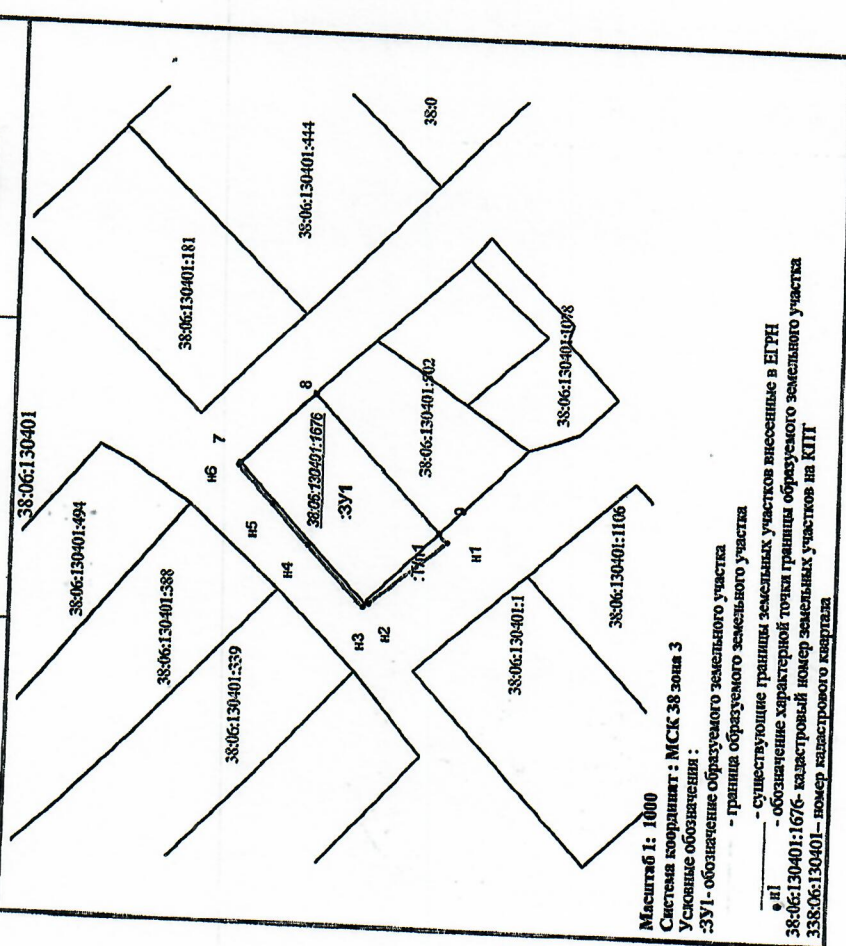 38:06:130401
38:06:130401:494
38:06:130401:388
38:06:130401:339
38:06:130401:181
38:06:130401:444
38:0
н6
7
н5
н4
8
38:06:130401:1676
:ЗУ1
38:06:130401:502
38:06:130401:1078
н3
н2
9
н1
38:06:130401:1
38:06:130401:1106
Масштаб 1: 1000
Система координат : МСК 38 зона 3
Условные обозначения :
:ЗУ1- обозначение образуемого земельного участка
- граница образуемого земельного участка
- существующие границы земельных участков внесенные в ЕГРН
н1 - обозначение характерной точки границы образуемого земельного участка
38:06:130401:1676- кадастровый номер земельных участков на КПТ
338:06:130401– номер кадастрового квартала